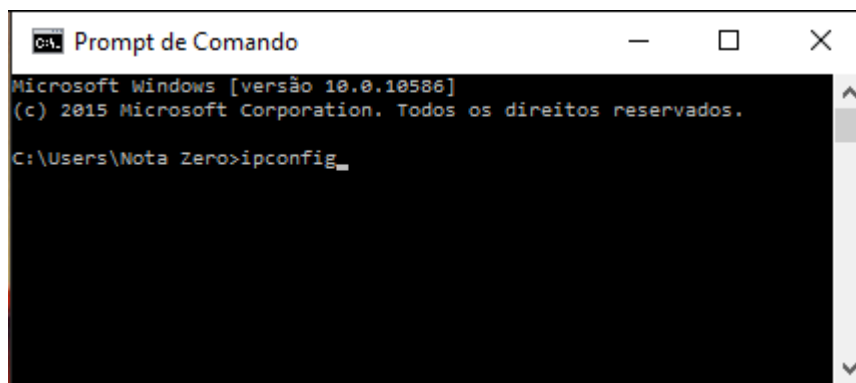 Prompt de Comando
Microsoft Windows [versão 10.0.10586]
(c) 2015 Microsoft Corporation. Todos os direitos reservados.
C:\Users\Nota Zero>ipconfig_